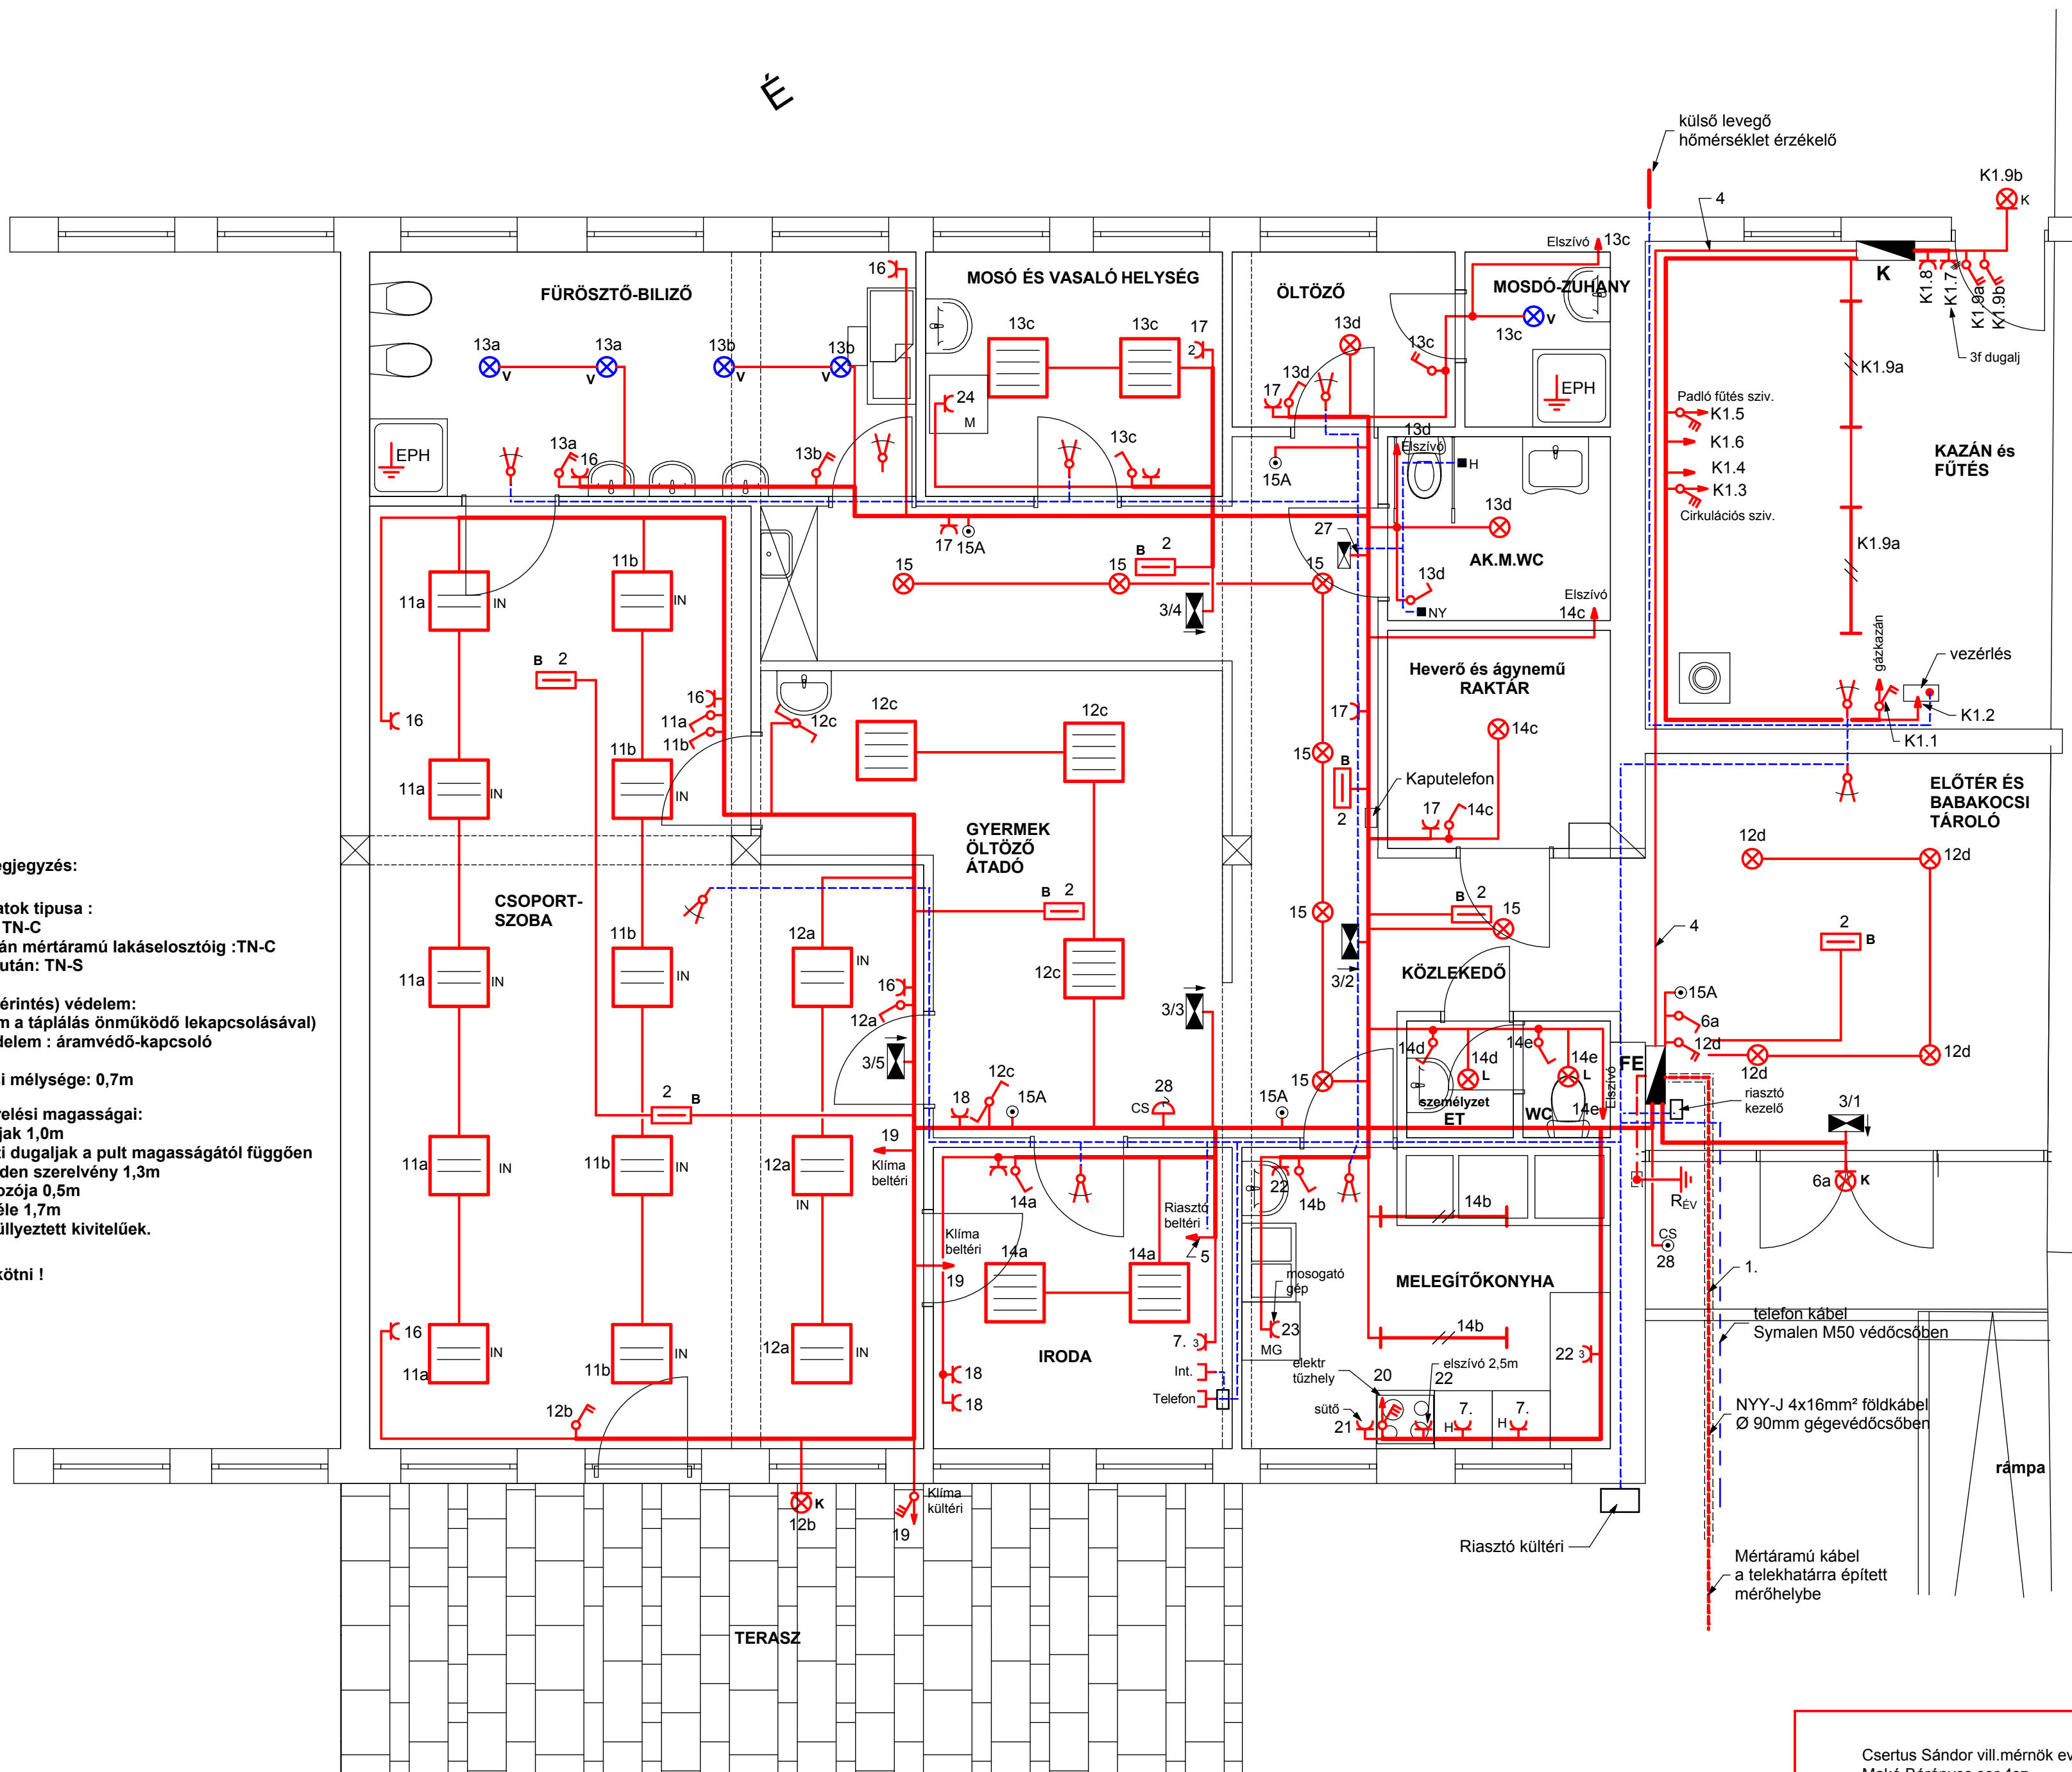 É
külső levegő
hőmérséklet érzékelő
K1.9b
K
4
Elszívó
13c
16
FÜRÖSZTŐ-BILIZŐ
MOSÓ ÉS VASALÓ HELYSÉG
ÖLTÖZŐ
MOSDÓ-ZUHANY
K
K1.8
K1.7
K1.9a
K1.9b
3f dugalj
13a
V
13a
V
13b
V
13b
V
13c
13c
17
2
13d
13c
13c
V
K1.9a
24
M
17
13d
EPH
Padló fűtés sziv.
K1.5
K1.6
K1.4
K1.3
Cirkulációs sziv.
KAZÁN és
FŰTÉS
EPH
13a
16
13b
13c
15A
13d
Elszívó
H
13d
17
15A
27
AK.M.WC
K1.9a
11a
IN
11b
IN
15
15
B
2
15
3/4
13d
NY
Elszívó
14c
B
2
16
16
11a
11b
12c
12c
12c
17
Heverő és ágynemű
RAKTÁR
14c
gázkazán
vezérlés
K1.2
K1.1
11a
IN
11b
IN
15
B
2
Kaputelefon
17
14c
ELŐTÉR ÉS
BABAKOCSI
TÁROLÓ
12d
12d
GYERMEK
ÖLTÖZŐ
ÁTADÓ
egjegyzés:
atok tipusa :
TN-C
án mértáramú lakáselosztóig :TN-C
után: TN-S
érintés) védelem:
m a táplálás önműködő lekapcsolásával)
delem : áramvédő-kapcsoló
si mélysége: 0,7m
relési magasságai:
ljak 1,0m
ti dugaljak a pult magasságától függően
den szerelvény 1,3m
ozója 0,5m
éle 1,7m
üllyeztett kivitelűek.
kötni !
CSOPORT-
SZOBA
B
2
15
B
2
15
4
2
B
11a
IN
11b
IN
12a
IN
12c
3/2
KÖZLEKEDŐ
16
12a
3/3
3/5
15A
6a
12d
12d
12d
14d
14d
L
14e
14e
L
Elszívó
14e
FE
személyzet
ET
WC
riasztó
kezelő
3/1
2
B
12c
18
15A
CS
28
15A
15
11a
IN
11b
IN
12a
IN
19
Klíma
beltéri
14a
22
14b
14b
RÉV
6a
K
Klíma
beltéri
19
Riasztó
beltéri
5
14a
14a
mosogató
gép
MELEGÍTŐKONYHA
CS
28
1.
telefon kábel
Symalen M50 védőcsőben
16
11a
IN
11b
IN
12a
IN
IRODA
7.
3
Int.
Telefon
18
18
23
MG
14b
22
3
elektr
tűzhely
20
elszívó 2,5m
22
sütő
21
H
7.
H
7.
NYY-J 4x16mm² földkábel
Ø 90mm gégevédőcsőben
rámpa
12b
K
12b
Klíma
kültéri
19
Riasztó kültéri
Mértáramú kábel
a telekhatárra épített
mérőhelybe
TERASZ
Csertus Sándor vill.mérnök ev